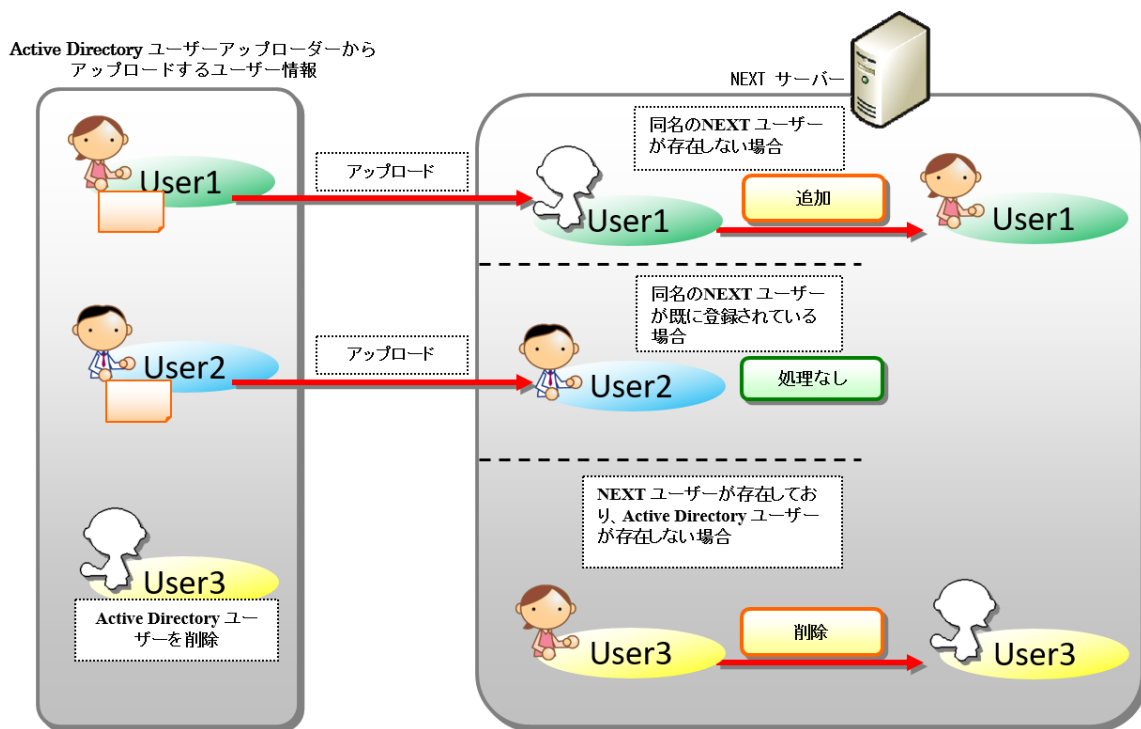 Active Directory ユーザーアップローダーから
アップロードするユーザー情報
NEXT サーバー
User1
アップロード
同名のNEXT ユーザー
が存在しない場合
User1
追加
User1
User2
アップロード
同名のNEXT ユーザー
が既に登録されている
場合
User2
処理なし
NEXT ユーザーが存在してお
り、Active Directory ユーザー
が存在しない場合
User3
Active Directory ユー
ザーを削除
User3
削除
User3